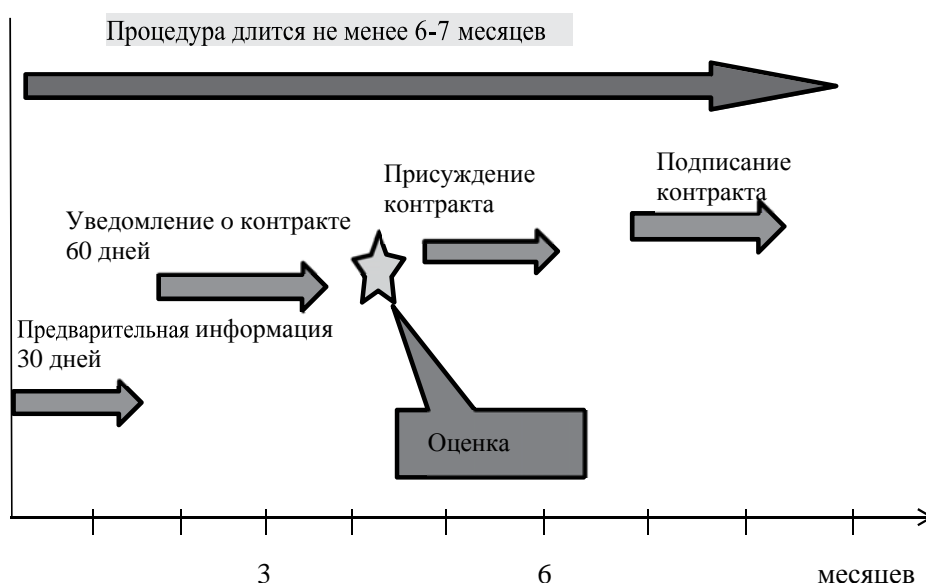 Процедура длится не менее 6-7 месяцев
Подписание
контракта
Присуждение
контракта
Уведомление о контракте
60 дней
Предварительная информация
30 дней
Оценка
3 6 месяцев